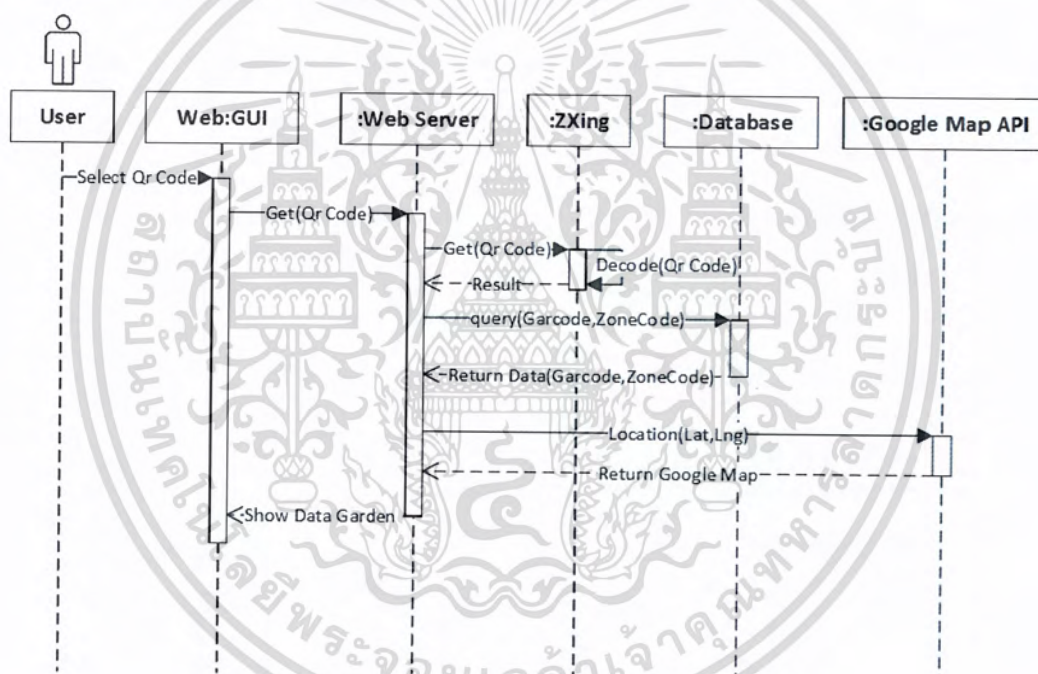 User
Web:GUI
:Web Server
:ZXing
:Database
:Google Map API
Select Qr Code
Get(Qr Code)
Get(Qr Code)
Decode(Qr Code)
Result
query(Garcode,ZoneCode)
Return Data(Garcode,ZoneCode)
Location(Lat,Lng)
Return Google Map
Show Data Garden